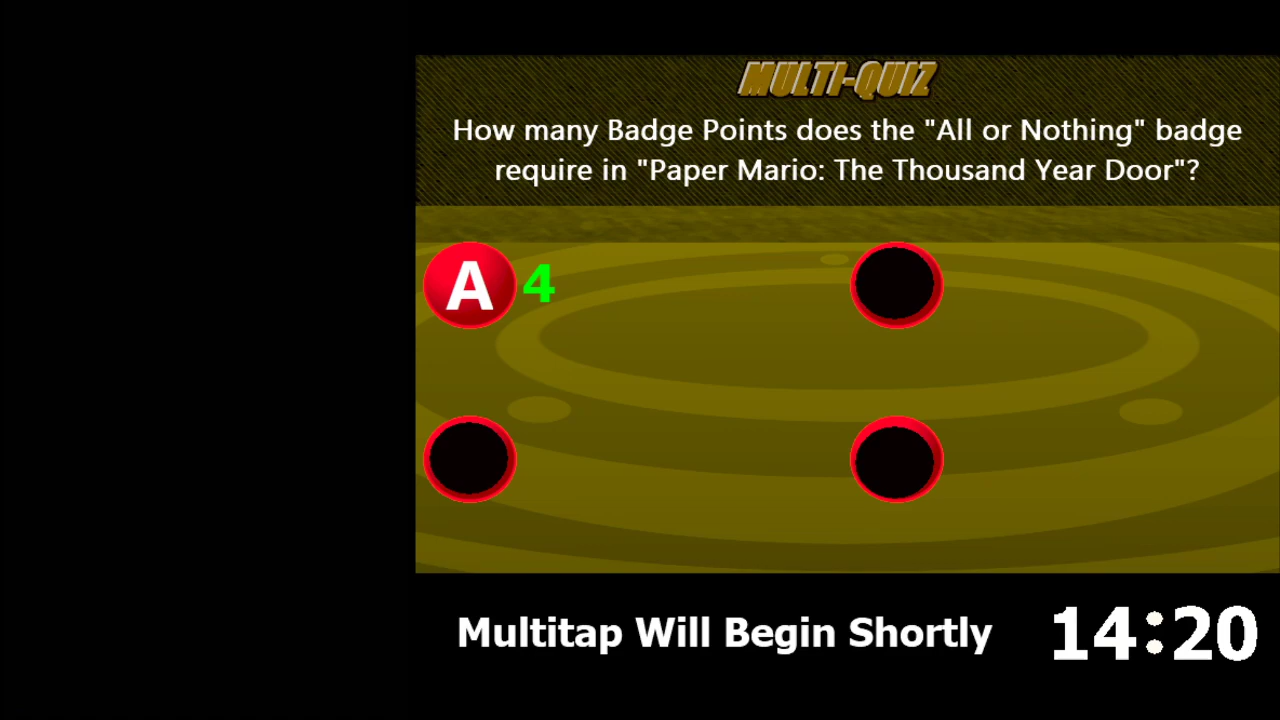 MULTI-QUIZ
How many Badge Points does the "All or Nothing" badge
require in "Paper Mario: The Thousand Year Door"?
A 4
Multitap Will Begin Shortly 14:20